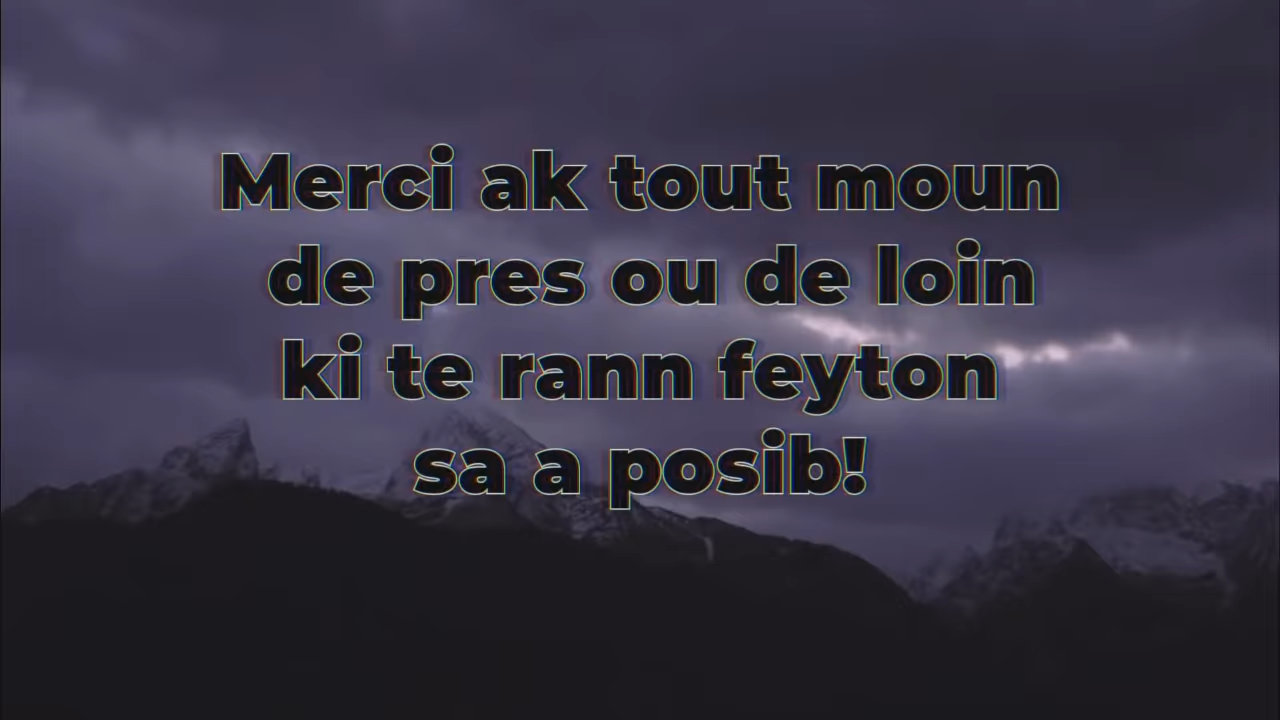 Merci ak tout moun
de pres ou de loin
ki te rann feyton
sa a posib!